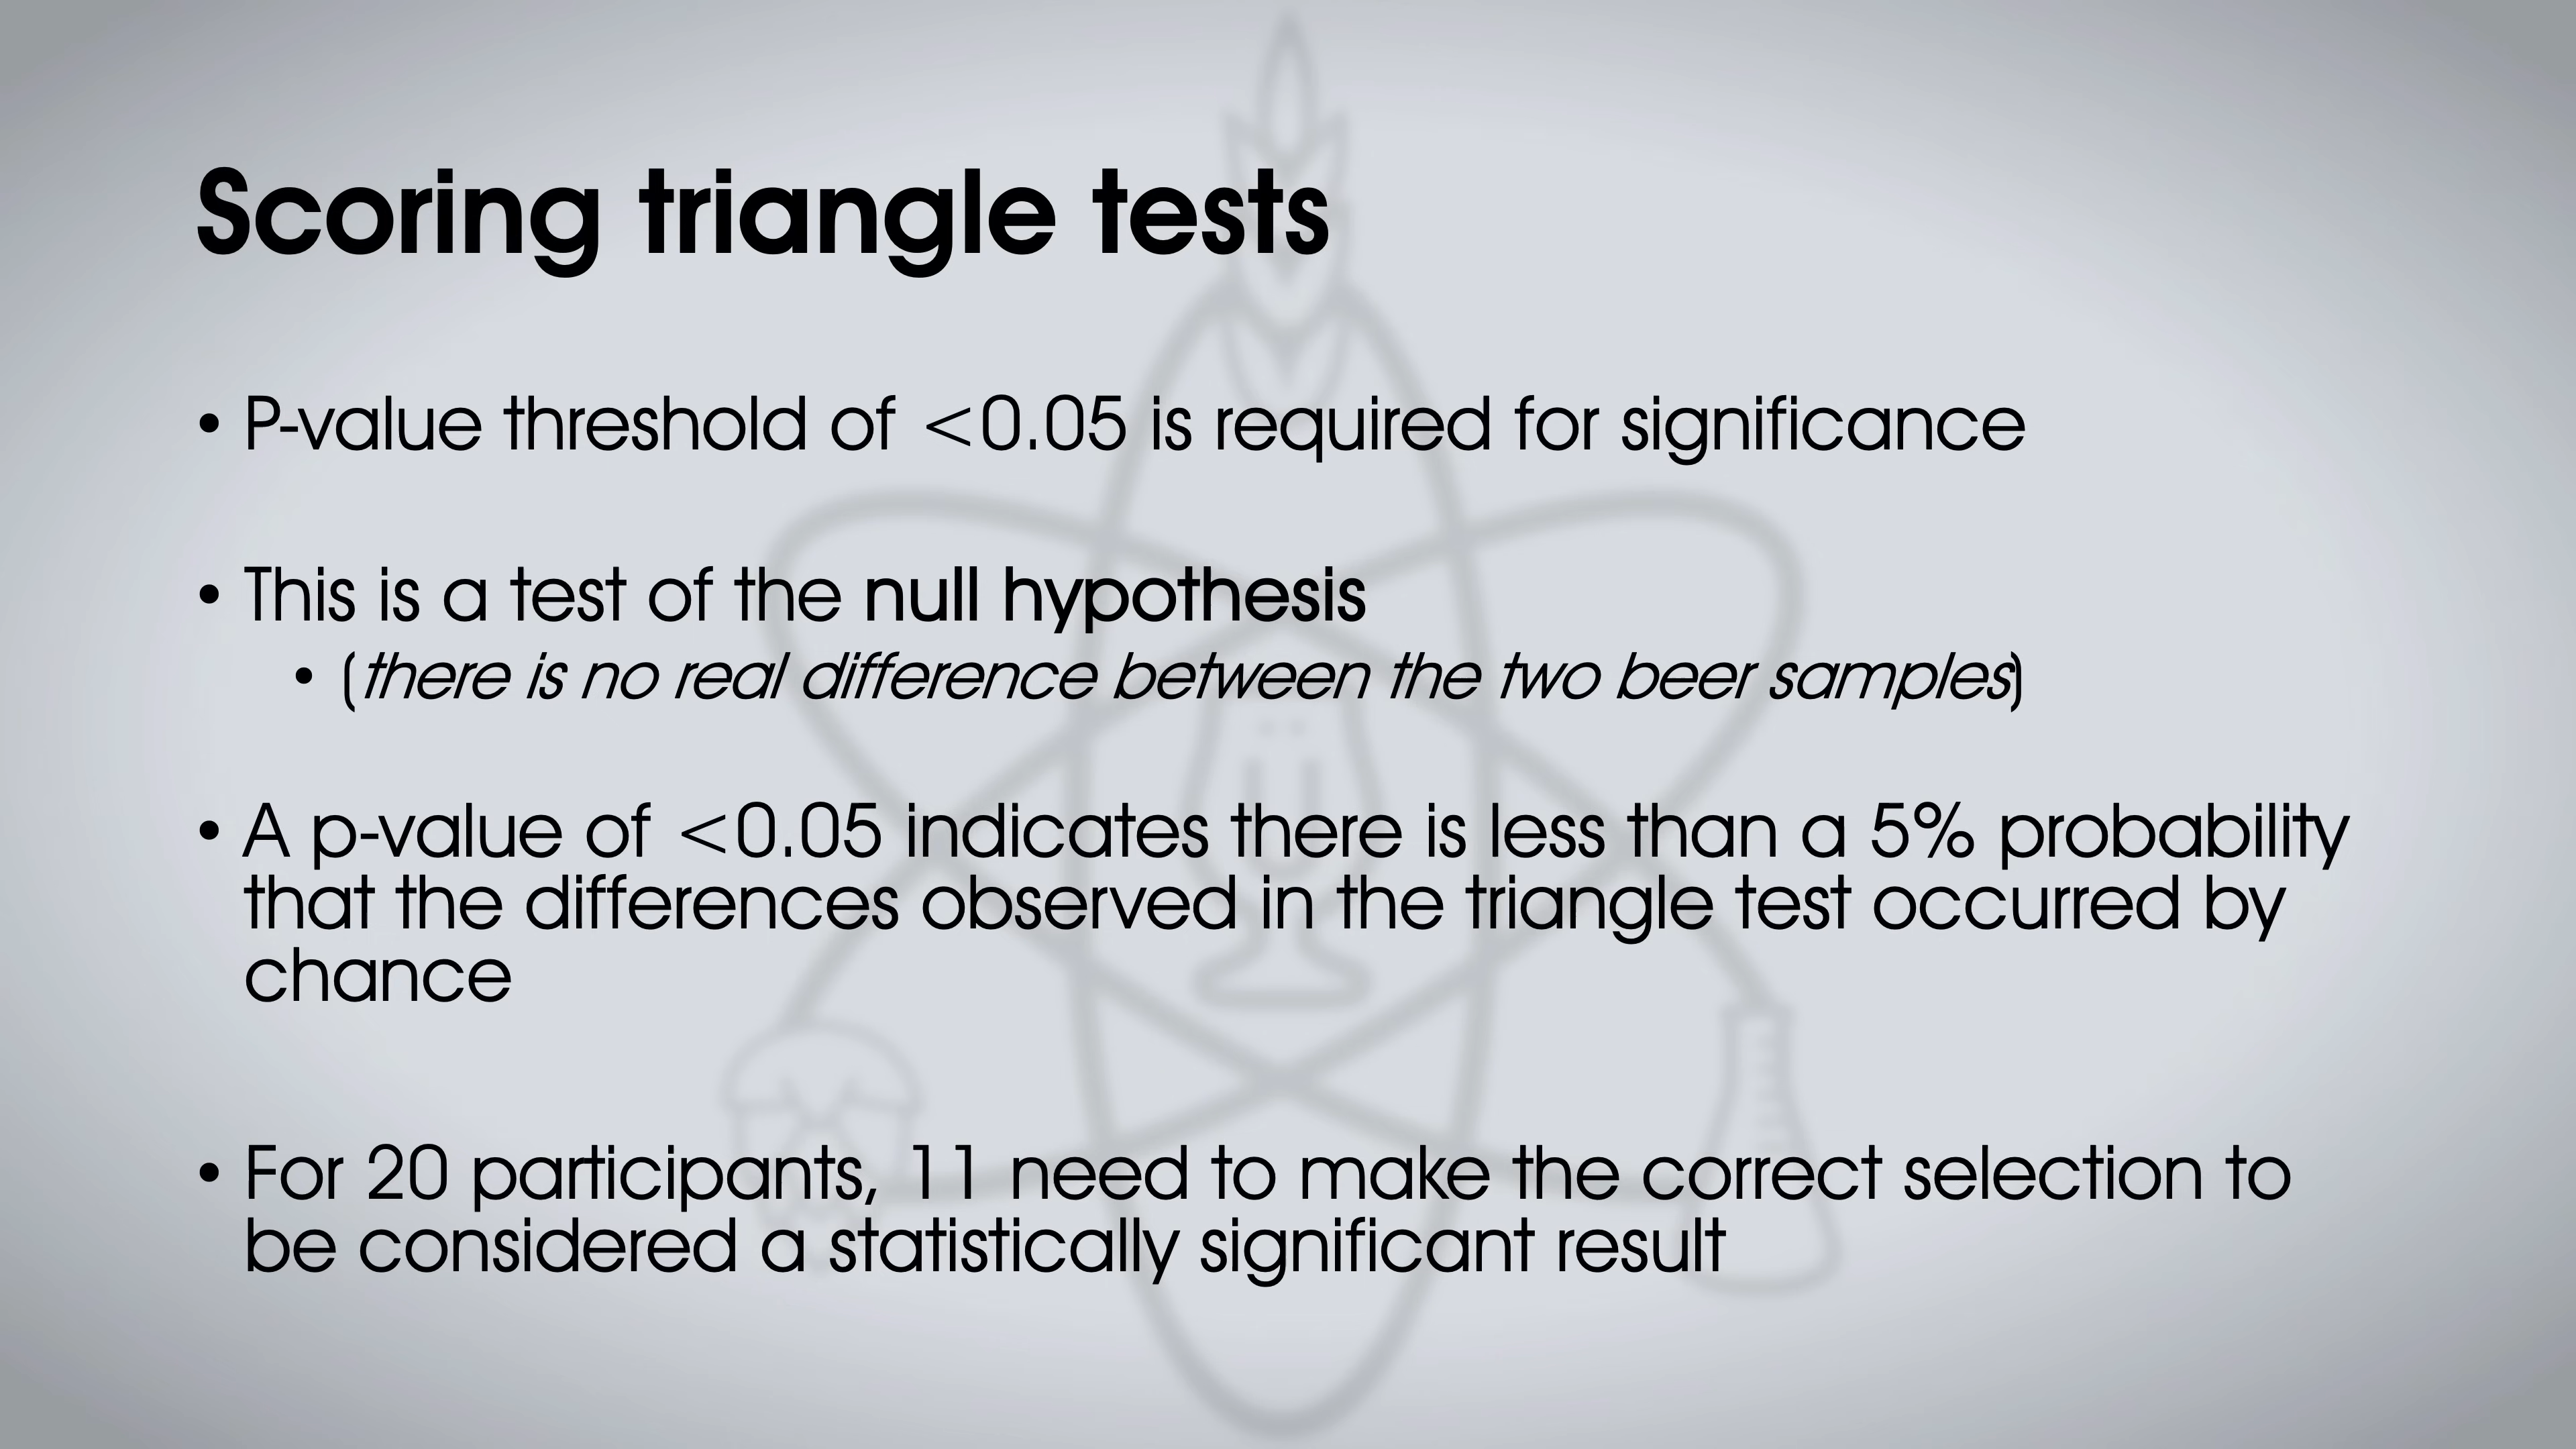 Scoring triangle tests
• P-value threshold of <0.05 is required for significance
• This is a test of the null hypothesis
• (there is no real difference between the two beer samples)
• A p-value of <0.05 indicates there is less than a 5% probability
that the differences observed in the triangle test occurred by
chance
• For 20 participants, 11 need to make the correct selection to
be considered a statistically significant result